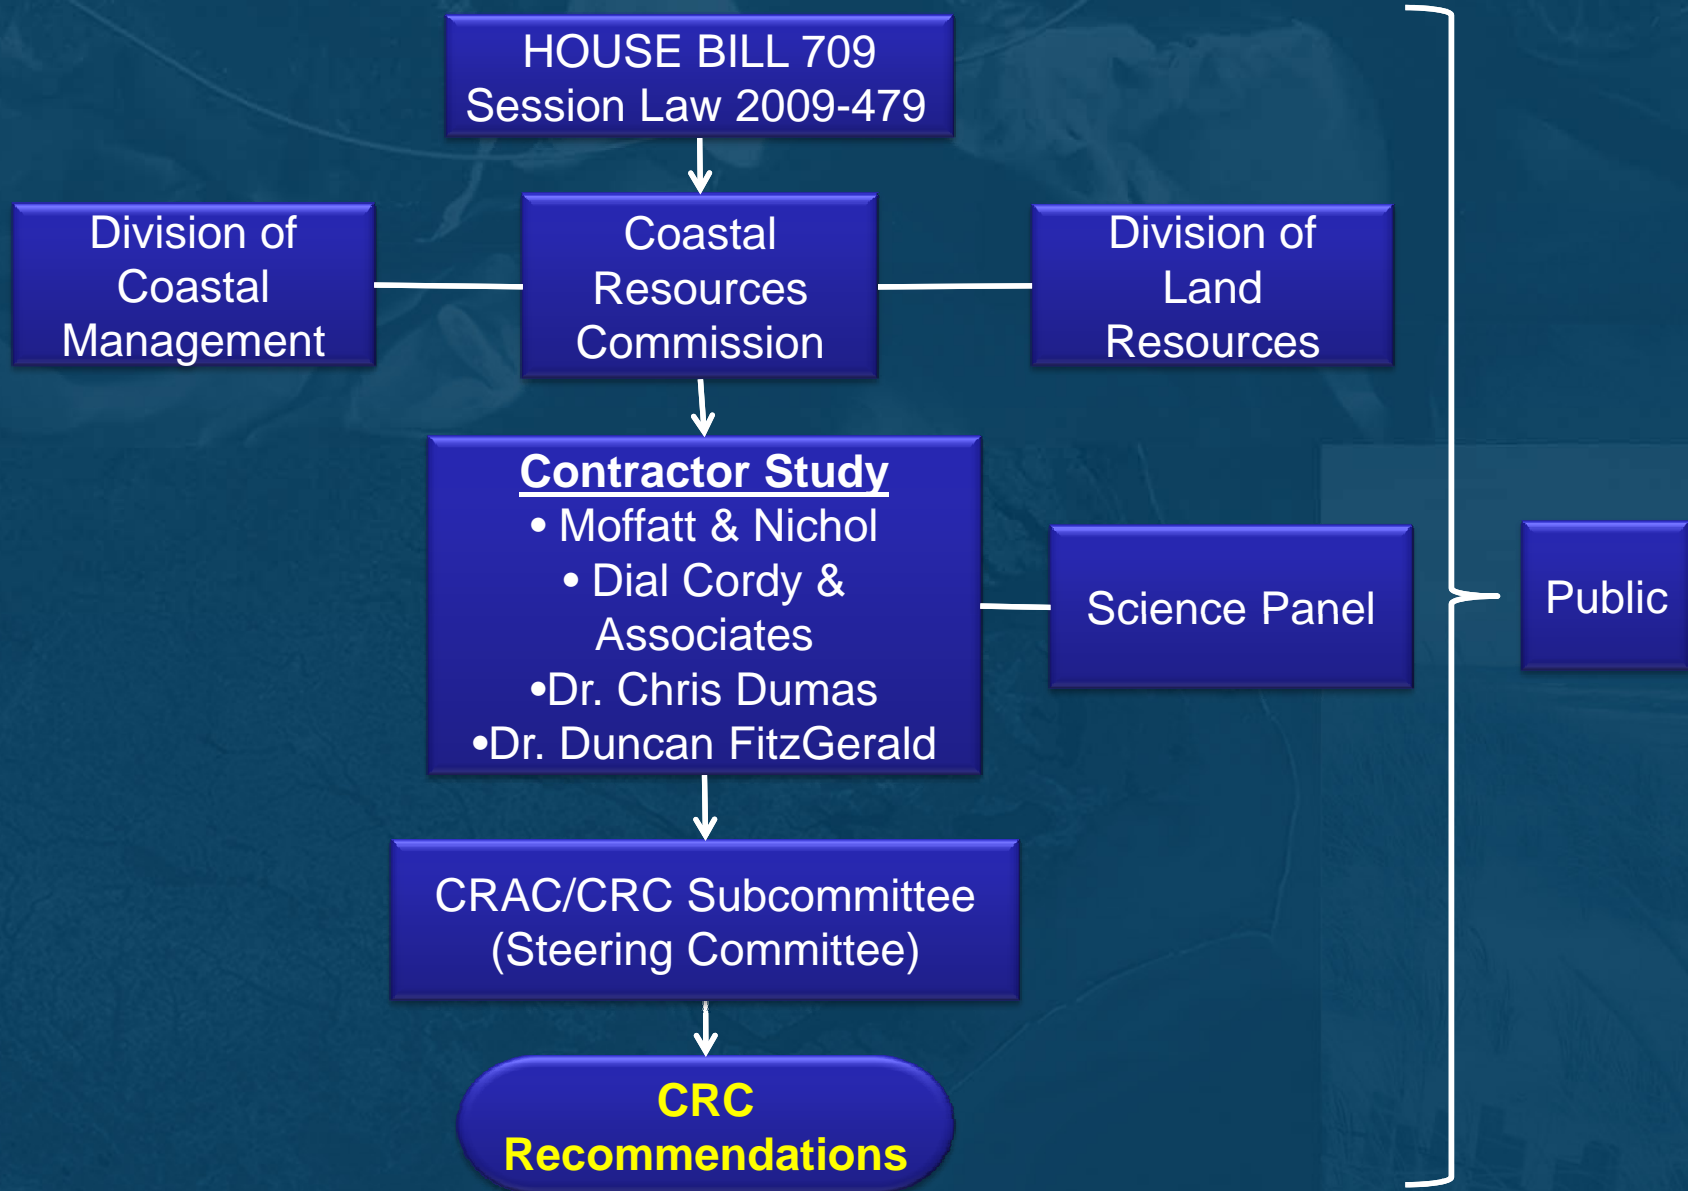 HOUSE BILL 709
Session Law 2009-479
Division of
Coastal
Management
Coastal
Resources
Commission
Division of
Land
Resources
Contractor Study
• Moffatt & Nichol
• Dial Cordy &
Associates
•Dr. Chris Dumas
•Dr. Duncan FitzGerald
Science Panel
Public
CRAC/CRC Subcommittee
(Steering Committee)
CRC
Recommendations